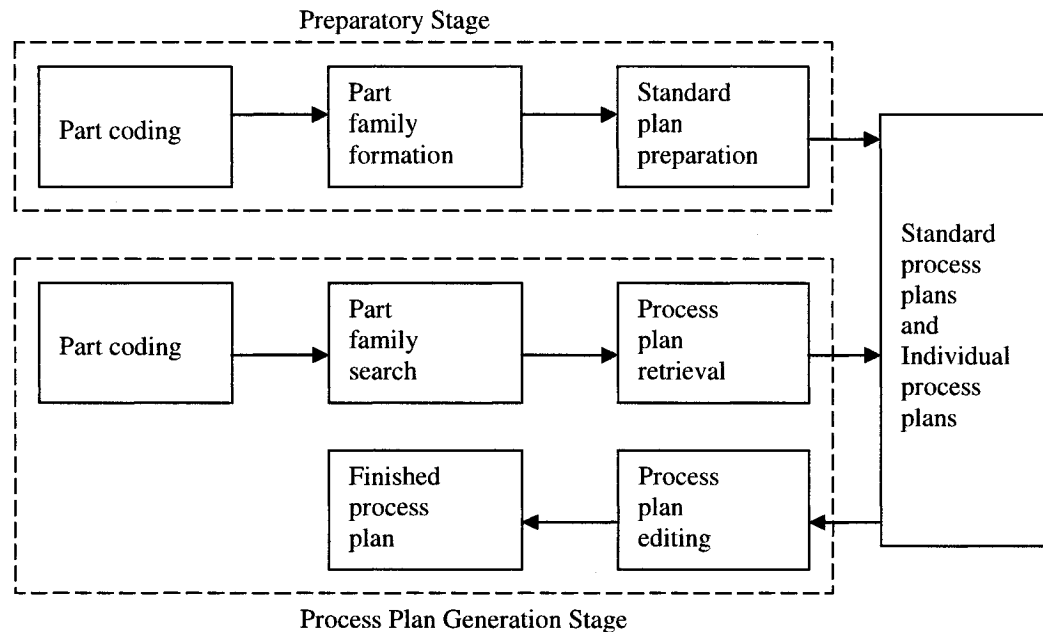 Preparatory Stage
Part coding
Part
family
formation
Standard
plan
preparation
Standard
process
plans
and
Individual
process
plans
Part coding
Part
family
search
Process
plan
retrieval
Finished
process
plan
Process
plan
editing
Process Plan Generation Stage